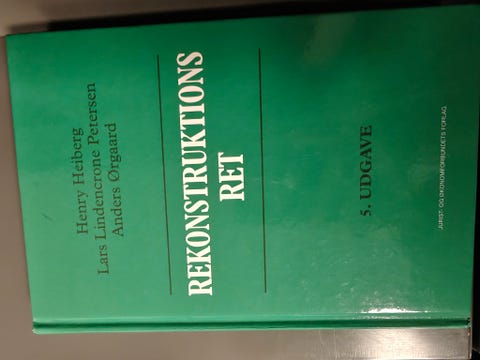 Henry Heiberg
Lars Lindencrone Petersen
Anders Ørgaard
REKONSTRUKTIONS
RET
5. UDGAVE
JURIST- OG ØKONOMFORBUNDETS FORLAG